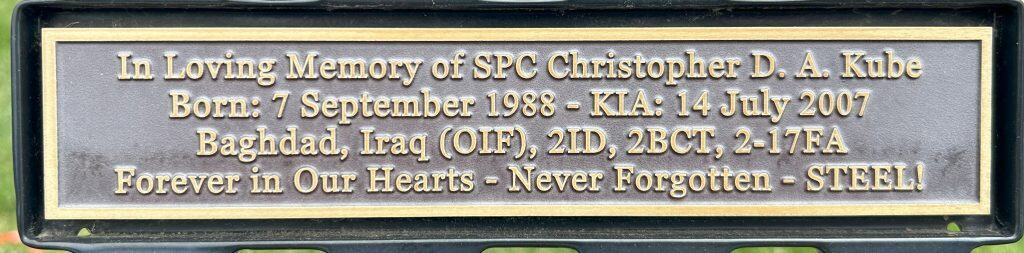 In Loving Memory of SPC Christopher D. A. Kube
Born: 7 September 1988 - KIA: 14 July 2007
Baghdad, Iraq (OIF), 2ID, 2BCT, 2-17FA
Forever in Our Hearts - Never Forgotten - STEEL!